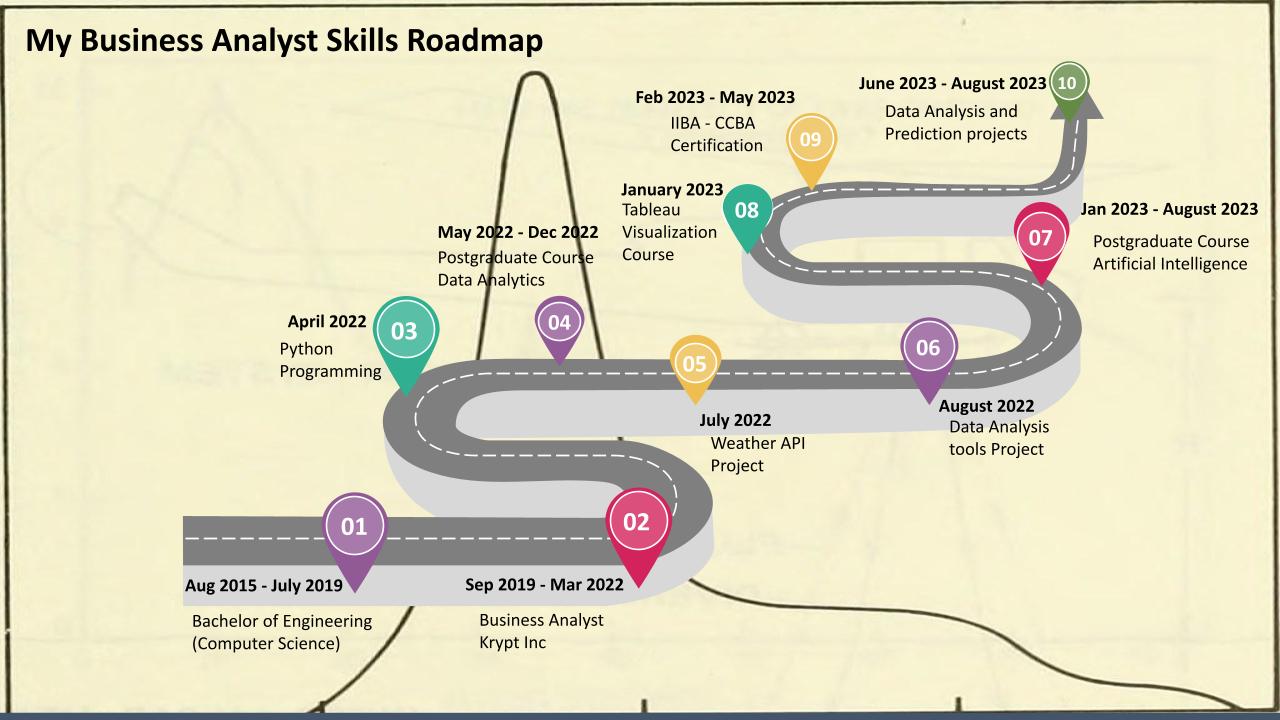 My Business Analyst Skills Roadmap
01
Aug 2015 - July 2019
Bachelor of Engineering
(Computer Science)
02
Sep 2019 - Mar 2022
Business Analyst
Krypt Inc
03
April 2022
Python
Programming
04
May 2022 - Dec 2022
Postgraduate Course
Data Analytics
05
July 2022
Weather API
Project
06
August 2022
Data Analysis
tools Project
07
Jan 2023 - August 2023
Postgraduate Course
Artificial Intelligence
08
January 2023
Tableau
Visualization
Course
09
Feb 2023 - May 2023
IIBA - CCBA
Certification
10
June 2023 - August 2023
Data Analysis and
Prediction projects